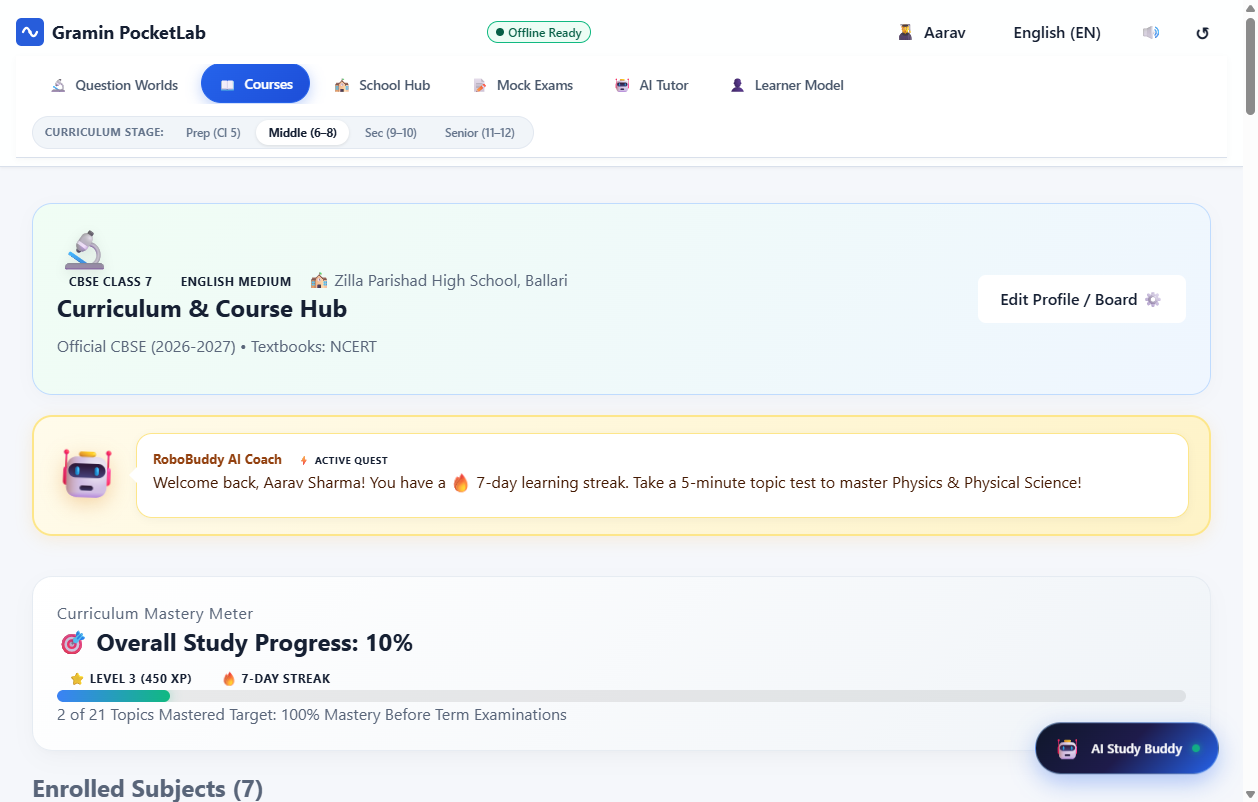 Gramin PocketLab
Offline Ready
Aarav
English (EN)
Question Worlds
Courses
School Hub
Mock Exams
AI Tutor
Learner Model
CURRICULUM STAGE:
Prep (Cl 5)
Middle (6–8)
Sec (9–10)
Senior (11–12)
CBSE CLASS 7
ENGLISH MEDIUM
Zilla Parishad High School, Ballari
Curriculum & Course Hub
Official CBSE (2026-2027) • Textbooks: NCERT
Edit Profile / Board
RoboBuddy AI Coach
ACTIVE QUEST
Welcome back, Aarav Sharma! You have a 7-day learning streak. Take a 5-minute topic test to master Physics & Physical Science!
Curriculum Mastery Meter
Overall Study Progress: 10%
LEVEL 3 (450 XP)
7-DAY STREAK
2 of 21 Topics Mastered Target: 100% Mastery Before Term Examinations
AI Study Buddy
Enrolled Subjects (7)